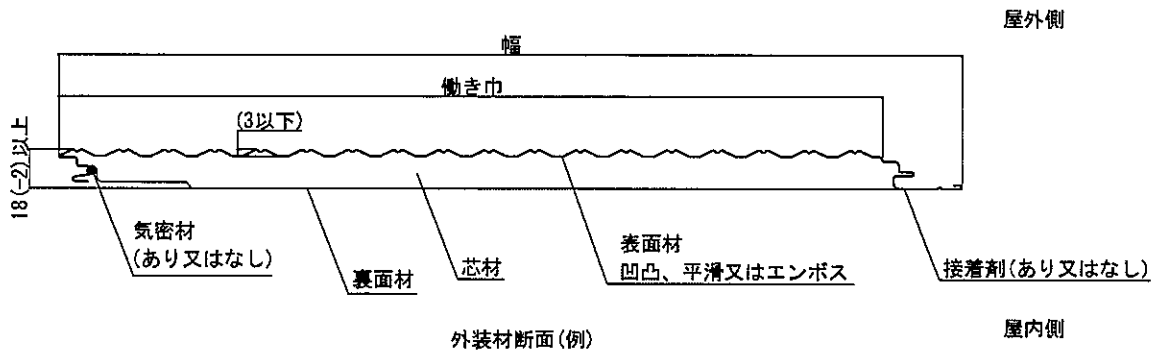 屋外側
幅
働き巾
(3以下)
18(-2)以上
気密材
(あり又はなし)
裏面材
芯材
表面材
凹凸、平滑又はエンボス
接着剤(あり又はなし)
外装材断面(例)
屋内側